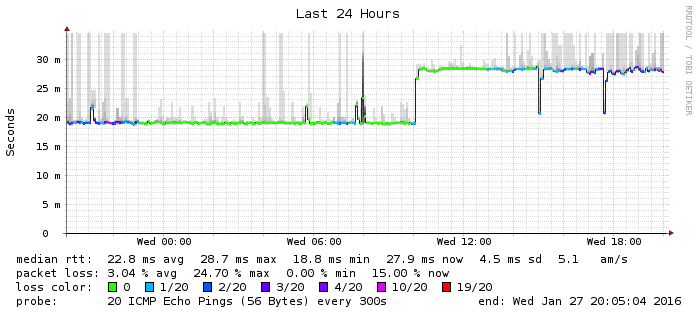 Last 24 Hours
RRDTOOL / TOBI OETIKER
Seconds
30 m
25 m
20 m
15 m
10 m
5 m
0
Wed 00:00 Wed 06:00 Wed 12:00 Wed 18:00
median rtt: 22.8 ms avg 28.7 ms max 18.8 ms min 27.9 ms now 4.5 ms sd 5.1 am/s
packet loss: 3.04 % avg 24.70 % max 0.00 % min 15.00 % now
loss color: 0 1/20 2/20 3/20 4/20 10/20 19/20
probe: 20 ICMP Echo Pings (56 Bytes) every 300s end: Wed Jan 27 20:05:04 2016